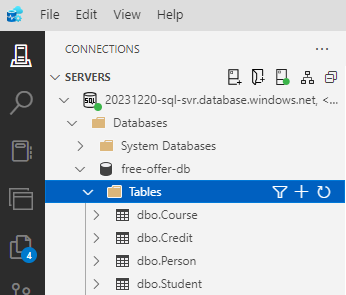 File Edit View Help
CONNECTIONS
SERVERS
SQL 20231220-sql-svr.database.windows.net, <...
Databases
System Databases
free-offer-db
Tables
dbo.Course
dbo.Credit
dbo.Person
4
dbo.Student